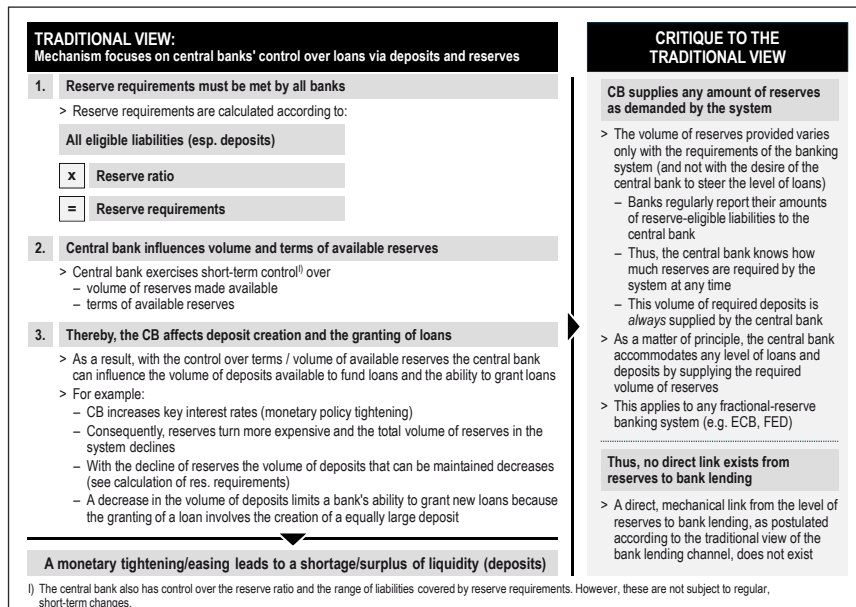 TRADITIONAL VIEW:
Mechanism focuses on central banks' control over loans via deposits and reserves
1. Reserve requirements must be met by all banks
> Reserve requirements are calculated according to:
All eligible liabilities (esp. deposits)
x Reserve ratio
= Reserve requirements
2. Central bank influences volume and terms of available reserves
> Central bank exercises short-term control¹⁾ over
– volume of reserves made available
– terms of available reserves
3. Thereby, the CB affects deposit creation and the granting of loans
> As a result, with the control over terms / volume of available reserves the central bank
can influence the volume of deposits available to fund loans and the ability to grant loans
> For example:
– CB increases key interest rates (monetary policy tightening)
– Consequently, reserves turn more expensive and the total volume of reserves in the
system declines
– With the decline of reserves the volume of deposits that can be maintained decreases
(see calculation of res. requirements)
– A decrease in the volume of deposits limits a bank's ability to grant new loans because
the granting of a loan involves the creation of a equally large deposit
A monetary tightening/easing leads to a shortage/surplus of liquidity (deposits)
CRITIQUE TO THE
TRADITIONAL VIEW
CB supplies any amount of reserves
as demanded by the system
> The volume of reserves provided varies
only with the requirements of the banking
system (and not with the desire of the
central bank to steer the level of loans)
– Banks regularly report their amounts
of reserve-eligible liabilities to the
central bank
– Thus, the central bank knows how
much reserves are required by the
system at any time
– This volume of required deposits is
always supplied by the central bank
> As a matter of principle, the central bank
accommodates any level of loans and
deposits by supplying the required
volume of reserves
> This applies to any fractional-reserve
banking system (e.g. ECB, FED)
Thus, no direct link exists from
reserves to bank lending
> A direct, mechanical link from the level of
reserves to bank lending, as postulated
according to the traditional view of the
bank lending channel, does not exist
I) The central bank also has control over the reserve ratio and the range of liabilities covered by reserve requirements. However, these are not subject to regular,
short-term changes.